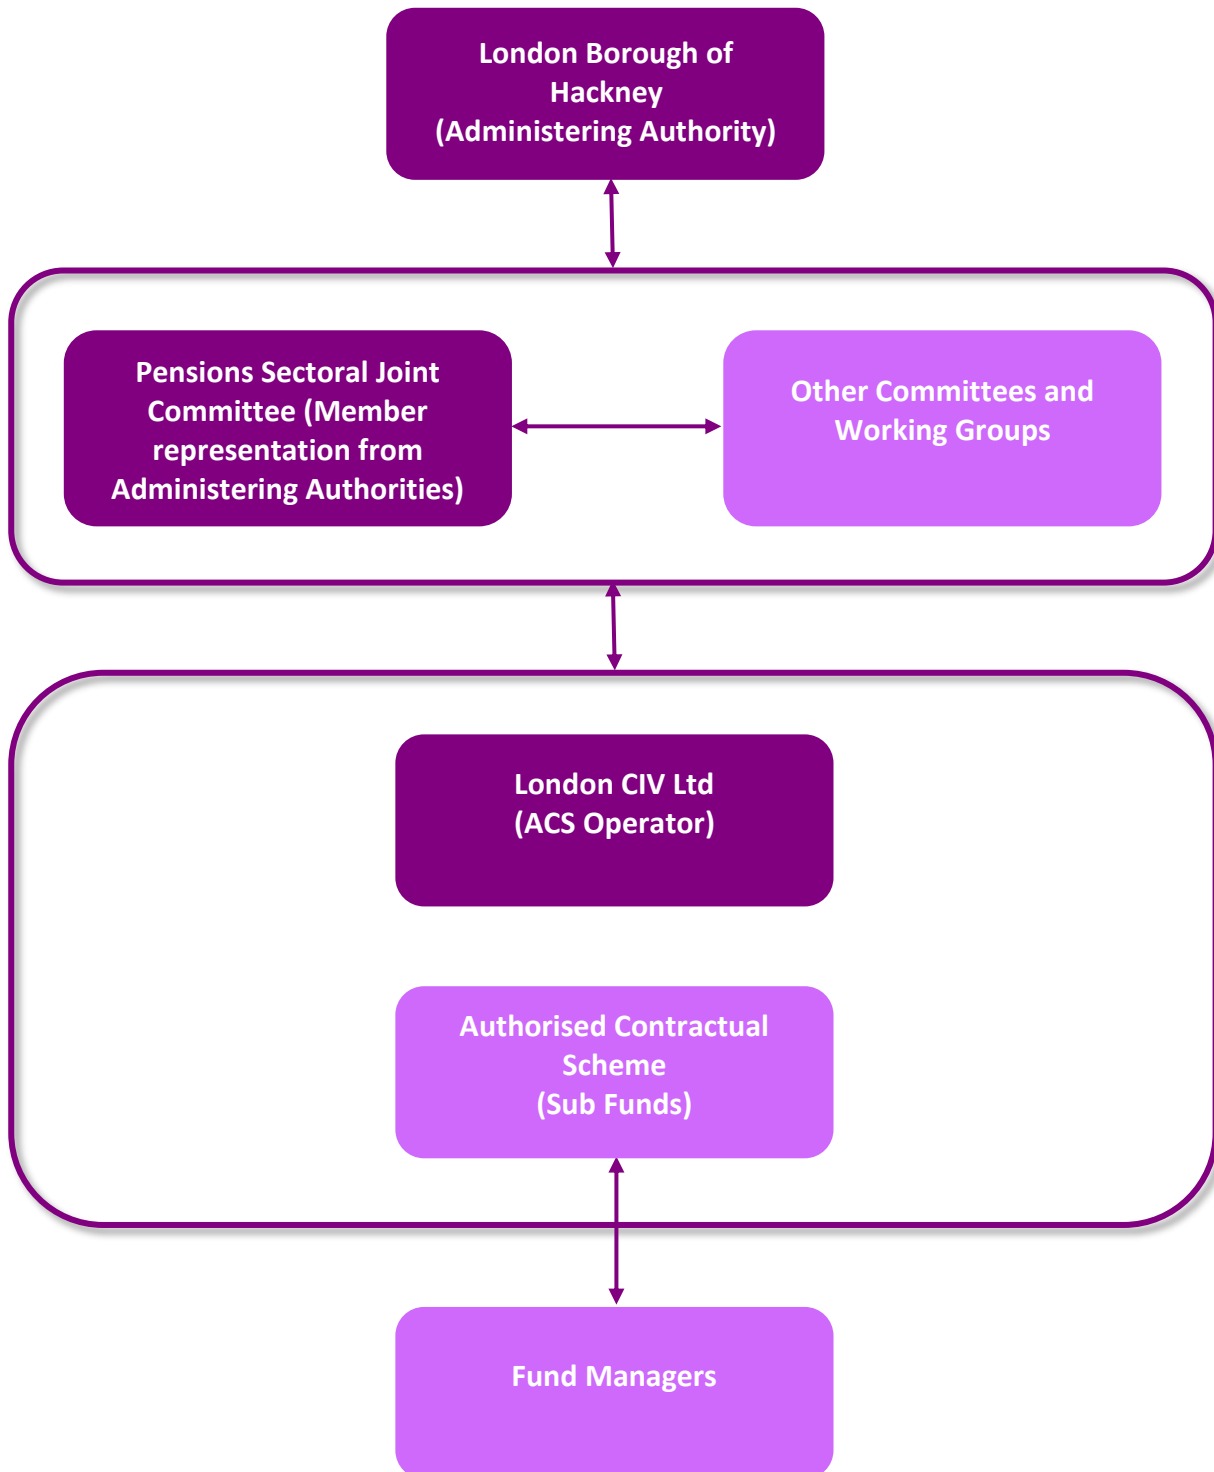 London Borough of
Hackney
(Administering Authority)
Pensions Sectoral Joint
Committee (Member
representation from
Administering Authorities)
Other Committees and
Working Groups
London CIV Ltd
(ACS Operator)
Authorised Contractual
Scheme
(Sub Funds)
Fund Managers